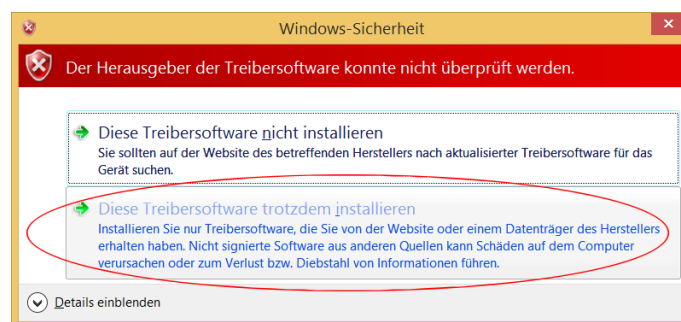 Windows-Sicherheit
Der Herausgeber der Treibersoftware konnte nicht überprüft werden.
Diese Treibersoftware nicht installieren
Sie sollten auf der Website des betreffenden Herstellers nach aktualisierter Treibersoftware für das
Gerät suchen.
Diese Treibersoftware trotzdem installieren
Installieren Sie nur Treibersoftware, die Sie von der Website oder einem Datenträger des Herstellers
erhalten haben. Nicht signierte Software aus anderen Quellen kann Schäden auf dem Computer
verursachen oder zum Verlust bzw. Diebstahl von Informationen führen.
Details einblenden